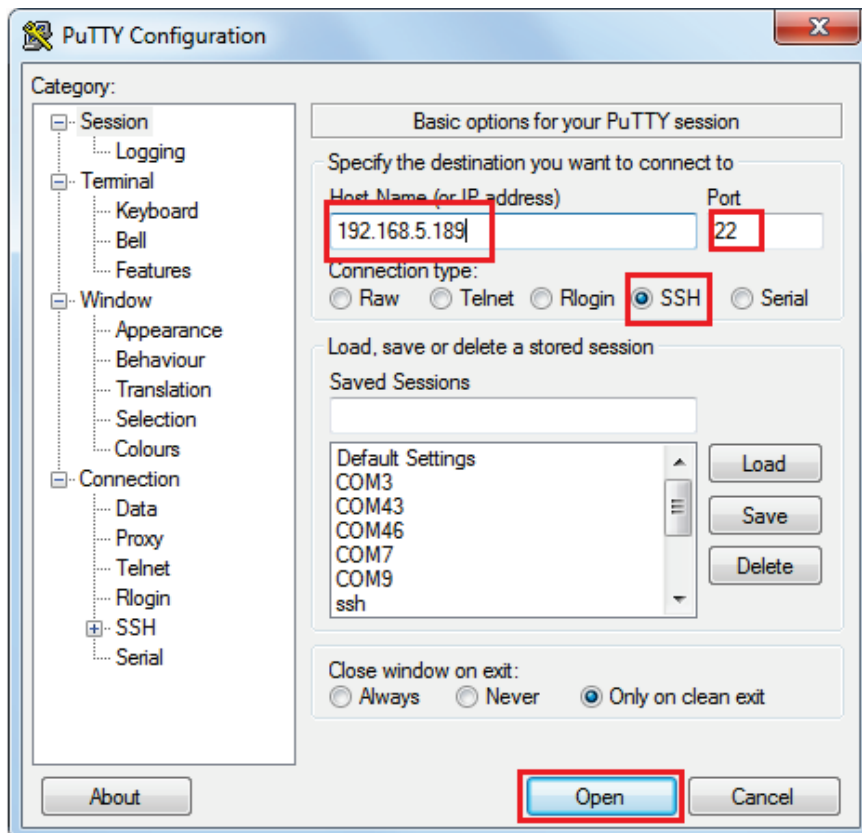 PuTTY Configuration
X
Category:
Session
Logging
Terminal
Keyboard
Bell
Features
Window
Appearance
Behaviour
Translation
Selection
Colours
Connection
Data
Proxy
Telnet
Rlogin
SSH
Serial
Basic options for your PuTTY session
Specify the destination you want to connect to
Host Name (or IP address) Port
192.168.5.189 22
Connection type:
Raw Telnet Rlogin SSH Serial
Load, save or delete a stored session
Saved Sessions
Default Settings
COM3
COM43
COM46
COM7
COM9
ssh
Load
Save
Delete
Close window on exit:
Always Never Only on clean exit
About Open Cancel